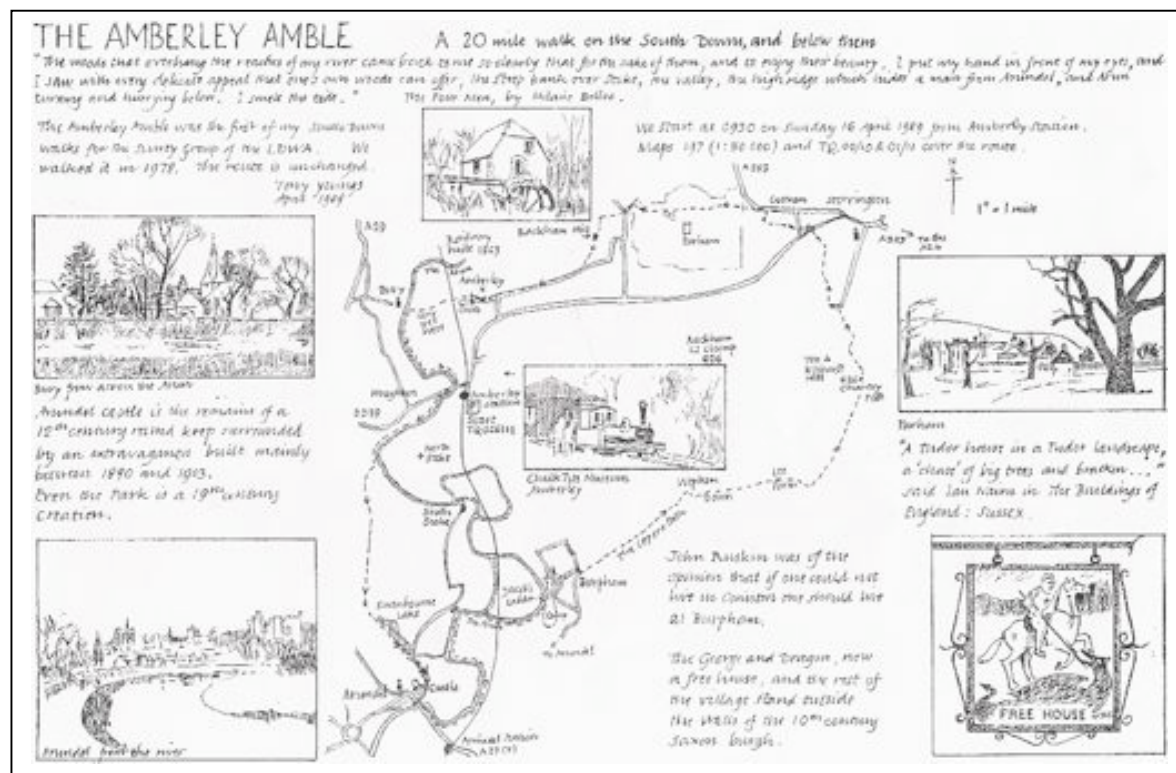 THE AMBERLEY AMBLE
A 20 mile walk on the South Downs, and below them
"The woods that overhang the reaches of my river came back to me so clearly that for the sake of them, and to enjoy their beauty, I put my hand in front of my eyes, and
I saw with every delicate appeal that one's own woods can offer, the steep bank over Stoke, the valley, the high ridge which hides a man from Arundel, and Arun
turning and hurrying below. I smelt the tide."
The Four Men, by Hilaire Belloc.
The Amberley Amble was the first of my South Downs
walks for the Surrey Group of the LDWA. We
walked it in 1978. The route is unchanged.
Tony Youngs
April 1989
We start at 0930 on Sunday 16 April 1989 from Amberley Station.
Maps 197 (1:50 000) and TQ 00/10 & 01/11 cover the route.
N
1" = 1 mile
A283
Storrington
A283
Rackham Mill
Parham
A29
Bury
Amberley
Bury from across the Arun
Amberley
Station
North
Stoke
South
Stoke
Chalk Pits Museum
Amberley
Wepham
Down
Burpham
Swanbourne
Lake
to Arundel
Arundel
Castle
Arundel Station
Arundel Castle is the remains of a
12th century round keep surrounded
by an extravaganza built mainly
between 1890 and 1903.
Even the Park is a 19th century
creation.
Arundel from the river
Parham
"A Tudor house in a Tudor landscape,
a 'chase' of big trees and bracken..."
said Ian Nairn in The Buildings of
England: Sussex.
John Ruskin was of the
opinion that if one could not
live in Coniston one should live
at Burpham.
The George and Dragon, now
a free house, and the rest of
the village stand outside
the walls of the 10th century
Saxon burgh.
FREE HOUSE